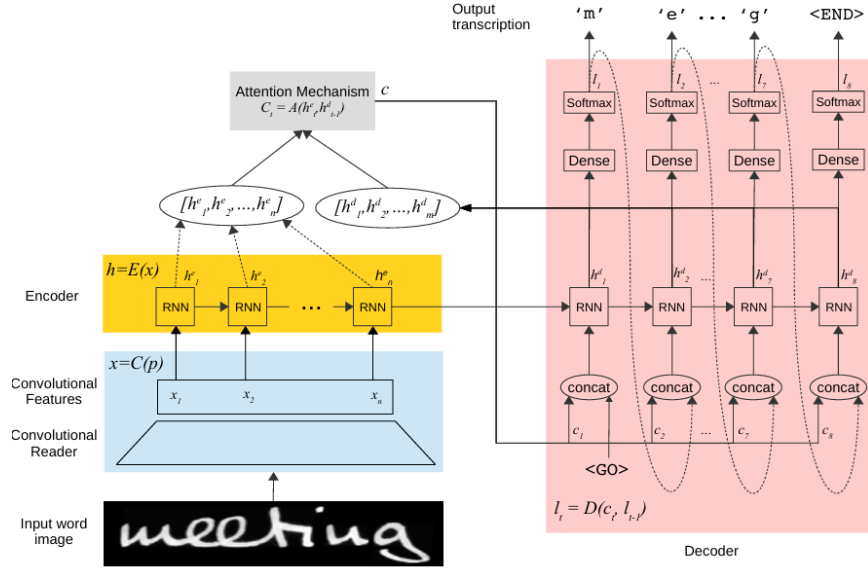 Output transcription
'm' 'e' ... 'g' <END>
l_1 l_2 ... l_7 l_8
Softmax Softmax Softmax Softmax
Dense Dense Dense Dense
Attention Mechanism
C_t = A(h^e_t, h^d_{t-1})
c
[h^e_1,h^e_2,...,h^e_n]
[h^d_1,h^d_2,...,h^d_m]
h=E(x)
h^e_1 h^e_2 h^e_n
h^d_1 h^d_2 ... h^d_7 h^d_8
Encoder
RNN RNN ... RNN
RNN RNN RNN RNN
x=C(p)
Convolutional Features
x_1 x_2 x_n
concat concat concat concat
Convolutional Reader
c_1 c_2 ... c_7 c_8
<GO>
Input word image
meeting
l_t = D(c_t, l_{t-1})
Decoder